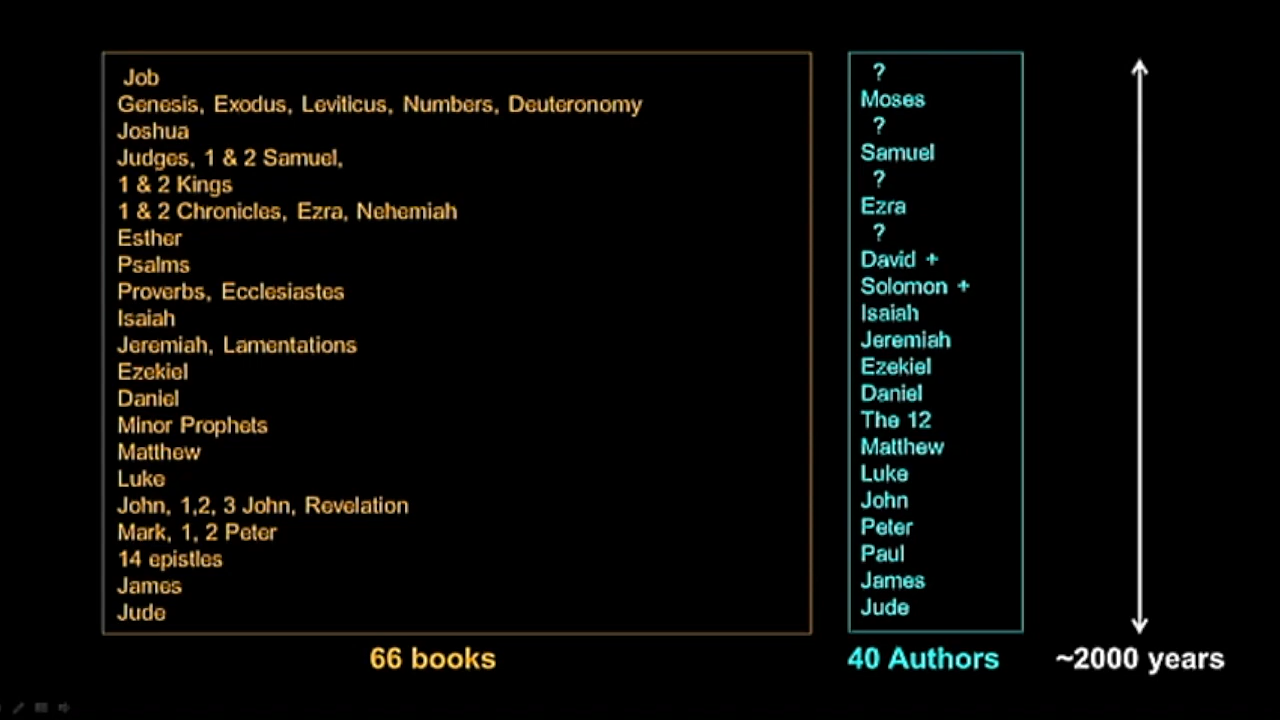 Job
Genesis, Exodus, Leviticus, Numbers, Deuteronomy
Joshua
Judges, 1 & 2 Samuel,
1 & 2 Kings
1 & 2 Chronicles, Ezra, Nehemiah
Esther
Psalms
Proverbs, Ecclesiastes
Isaiah
Jeremiah, Lamentations
Ezekiel
Daniel
Minor Prophets
Matthew
Luke
John, 1,2, 3 John, Revelation
Mark, 1, 2 Peter
14 epistles
James
Jude
66 books
?
Moses
?
Samuel
?
Ezra
?
David +
Solomon +
Isaiah
Jeremiah
Ezekiel
Daniel
The 12
Matthew
Luke
John
Peter
Paul
James
Jude
40 Authors
~2000 years